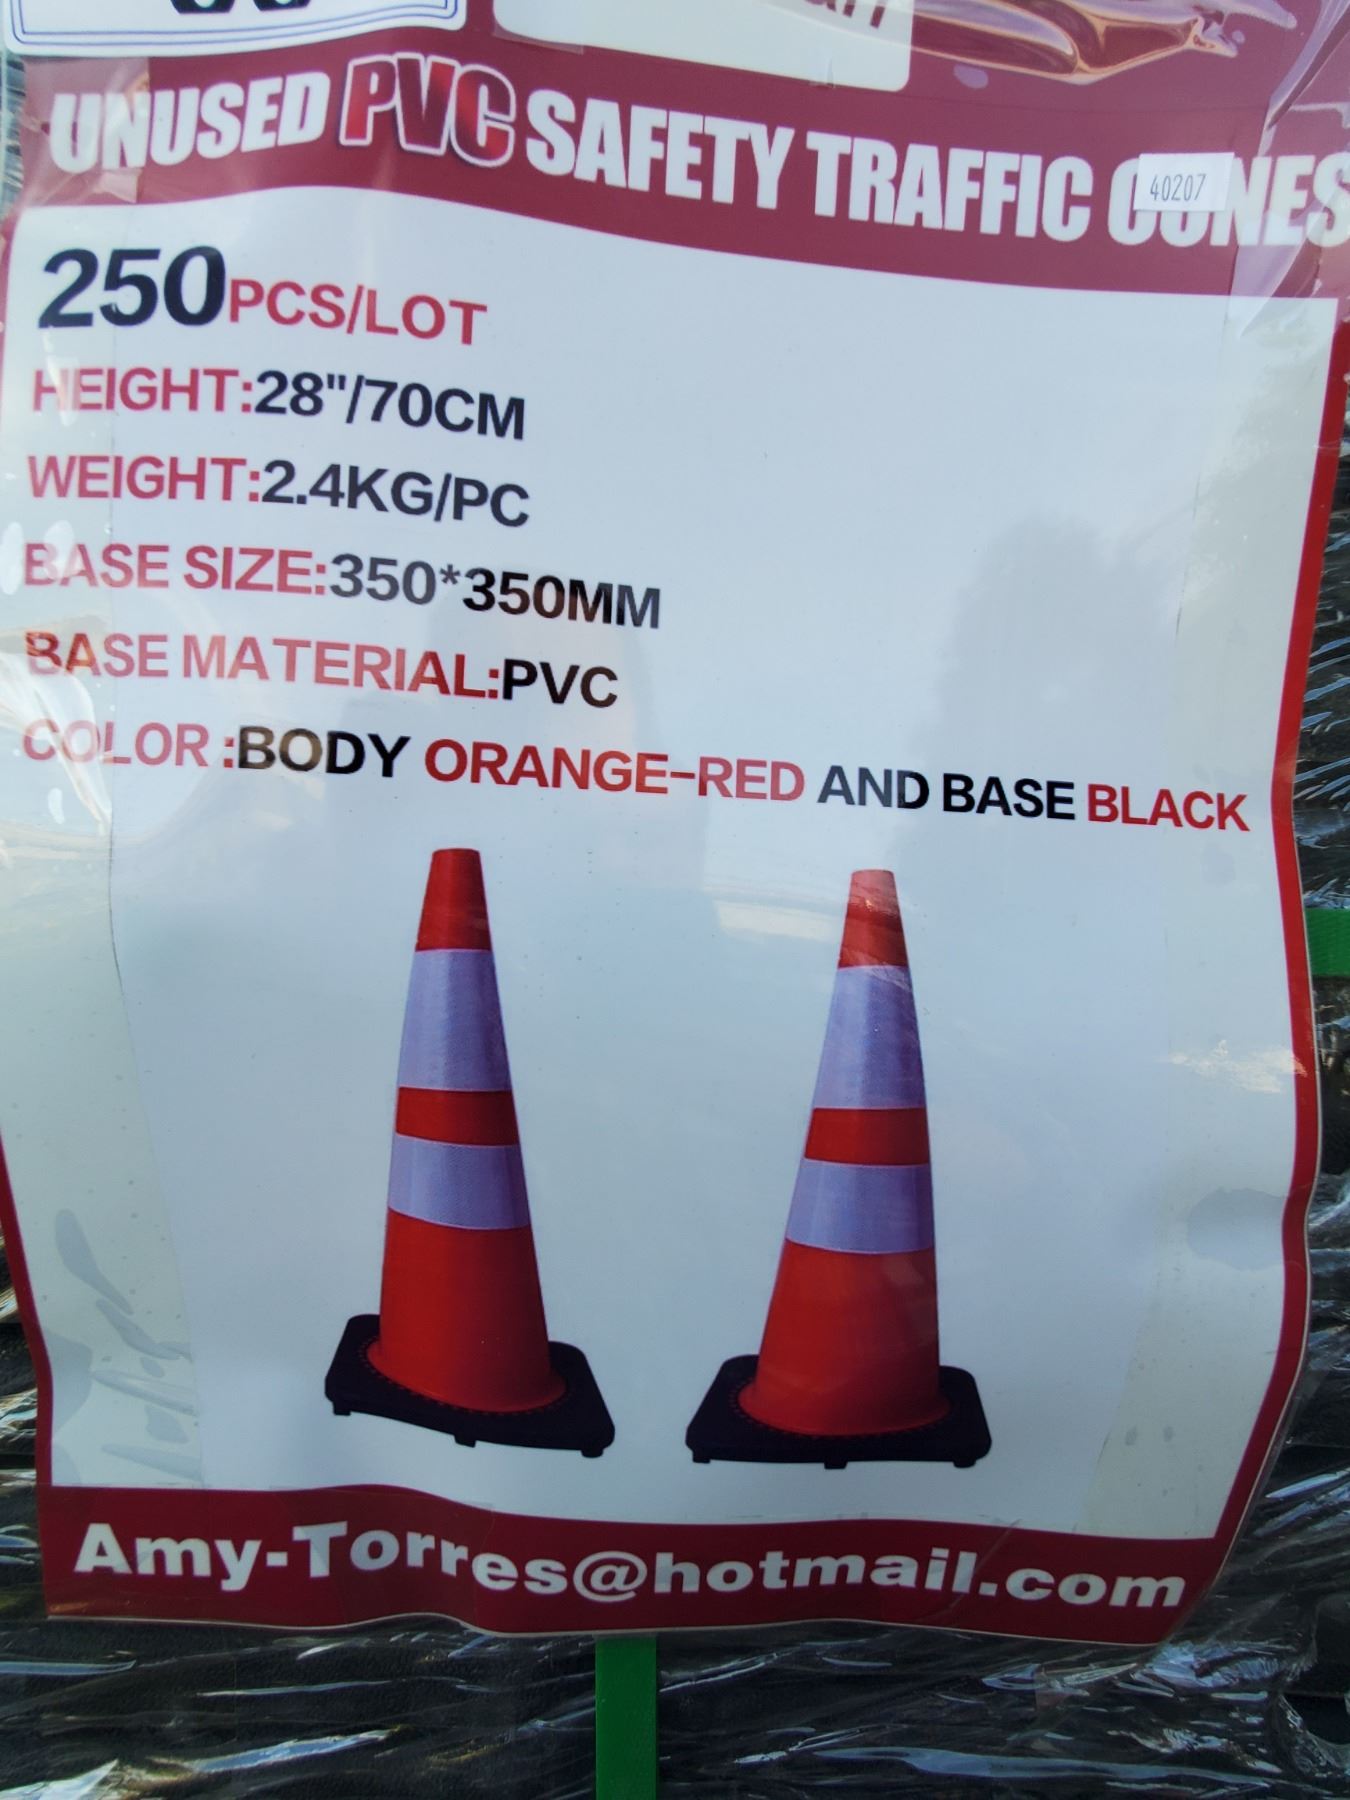 UNUSED PVC SAFETY TRAFFIC CONES
40207
250PCS/LOT
HEIGHT:28"/70CM
WEIGHT:2.4KG/PC
BASE SIZE:350*350MM
BASE MATERIAL:PVC
COLOR :BODY ORANGE-RED AND BASE BLACK
Amy-Torres@hotmail.com